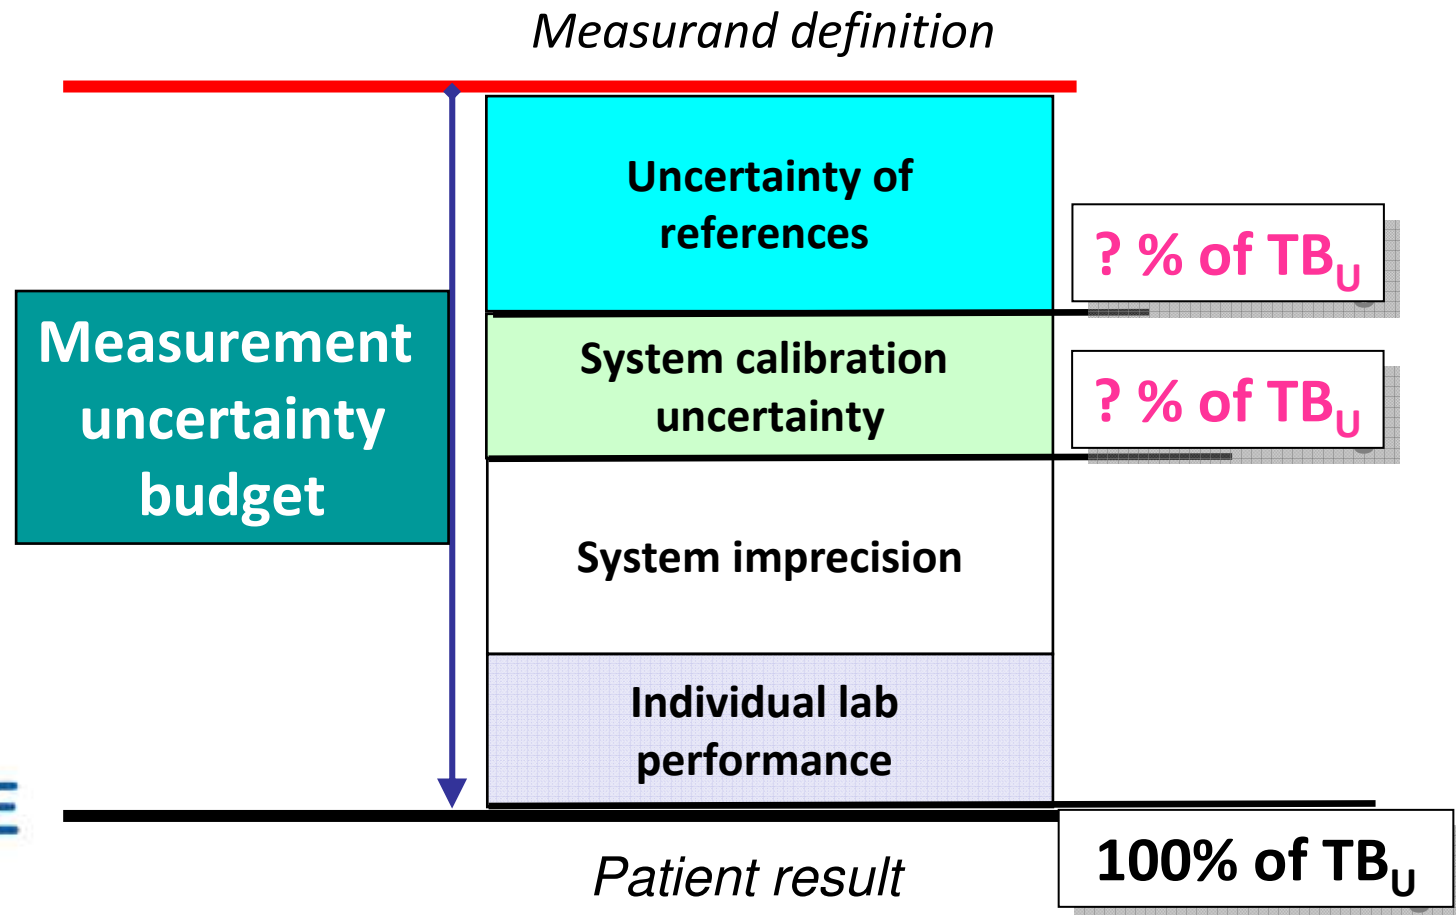 Measurand definition
Uncertainty of
references
? % of TBU
Measurement
uncertainty
budget
System calibration
uncertainty
? % of TBU
System imprecision
Individual lab
performance
Patient result
100% of TBU